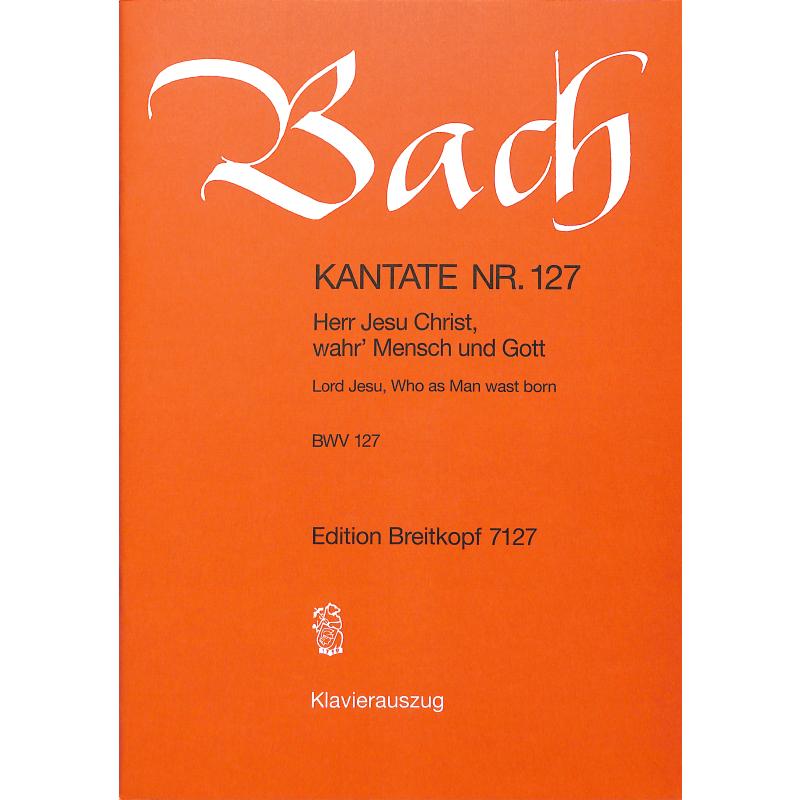 Bach
KANTATE NR. 127
Herr Jesu Christ,
wahr' Mensch und Gott
Lord Jesu, Who as Man wast born
BWV 127
Edition Breitkopf 7127
1719
Klavierauszug